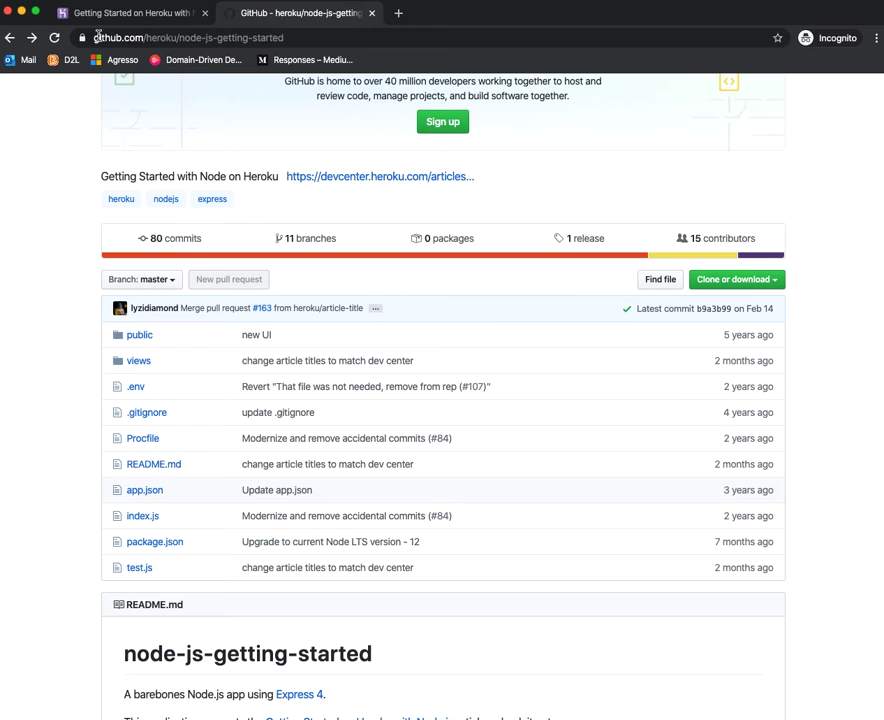 Getting Started on Heroku with
GitHub - heroku/node-js-getting-
github.com/heroku/node-js-getting-started
Incognito
Mail
D2L
Agresso
Domain-Driven De...
Responses – Mediu...
GitHub is home to over 40 million developers working together to host and
review code, manage projects, and build software together.
Sign up
Getting Started with Node on Heroku https://devcenter.heroku.com/articles...
heroku nodejs express
80 commits 11 branches 0 packages 1 release 15 contributors
Branch: master New pull request Find file Clone or download
lyzidiamond Merge pull request #163 from heroku/article-title ... Latest commit b9a3b99 on Feb 14
public new UI 5 years ago
views change article titles to match dev center 2 months ago
.env Revert "That file was not needed, remove from rep (#107)" 2 years ago
.gitignore update .gitignore 4 years ago
Procfile Modernize and remove accidental commits (#84) 2 years ago
README.md change article titles to match dev center 2 months ago
app.json Update app.json 3 years ago
index.js Modernize and remove accidental commits (#84) 2 years ago
package.json Upgrade to current Node LTS version - 12 7 months ago
test.js change article titles to match dev center 2 months ago
README.md
node-js-getting-started
A barebones Node.js app using Express 4.